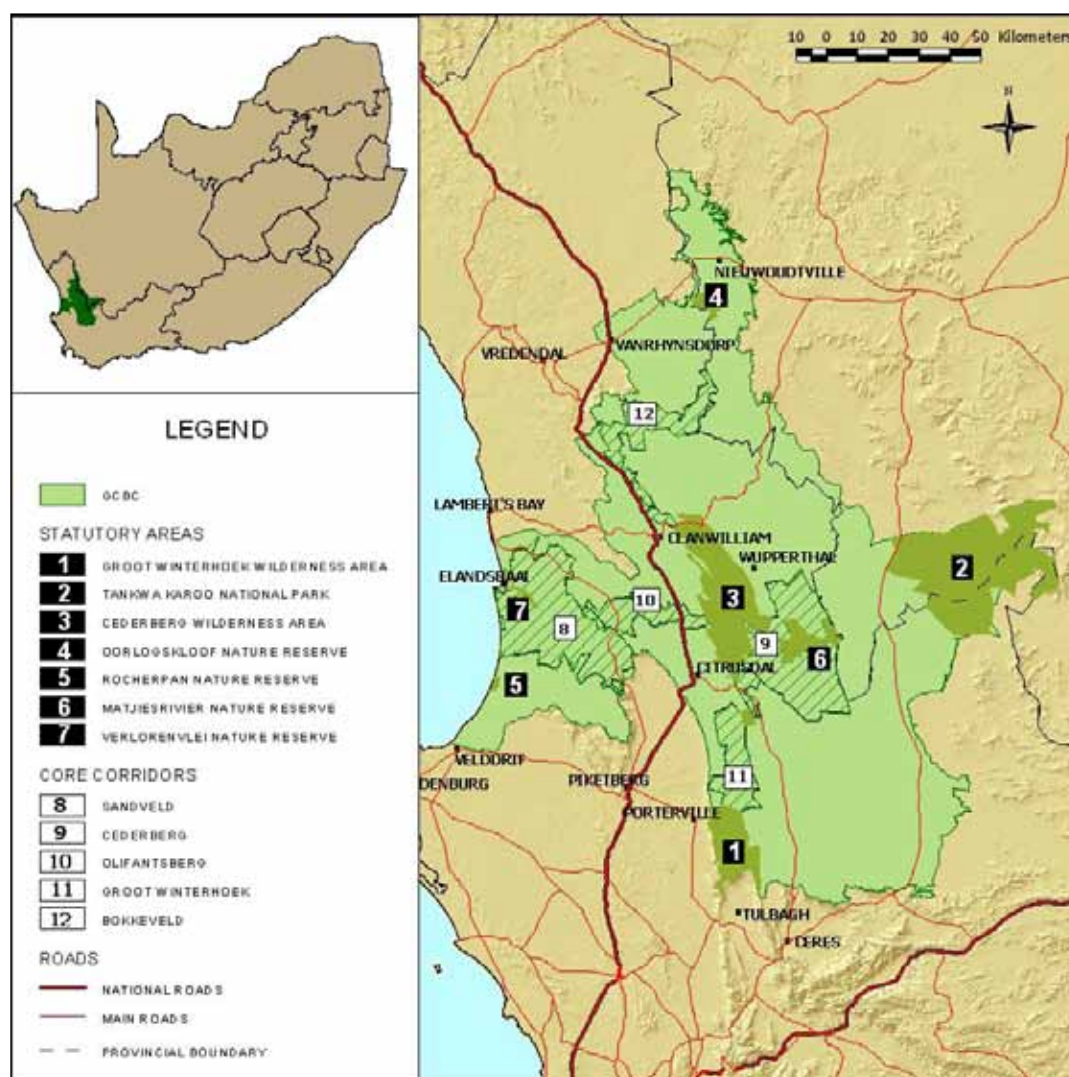 LEGEND
GCBC
STATUTORY AREAS
1 GROOT WINTERHOEK WILDERNESS AREA
2 TANKWA KAROO NATIONAL PARK
3 CEDERBERG WILDERNESS AREA
4 OORLOGSKLOOF NATURE RESERVE
5 ROCHERPAN NATURE RESERVE
6 MATJIESRIVIER NATURE RESERVE
7 VERLORENVLEI NATURE RESERVE
CORE CORRIDORS
8 SANDVELD
9 CEDERBERG
10 OLIFANTSBERG
11 GROOT WINTERHOEK
12 BOKKEVELD
ROADS
NATIONAL ROADS
MAIN ROADS
PROVINCIAL BOUNDARY
10 0 10 20 30 40 50 Kilometers
N
NIEUWOUDTVILLE
4
VANRHYNSDORP
VREDENDAL
12
LAMBERT'S BAY
CLANWILLIAM
WUPPERTHAL
2
ELANDSBAAI
10
3
7
8
9
6
CITRUSDAL
5
VELDDRIF
DENBURG
PIKETBERG
11
PORTERVILLE
1
TULBAGH
CERES